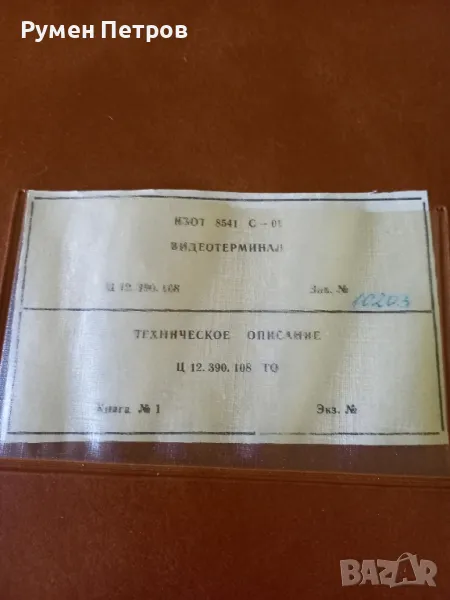 Румен Петров
ИЗОТ 8541 С - 01
ВИДЕОТЕРМИНАЛ
Ц 12.390.108 Зав. № 10203
ТЕХНИЧЕСКОЕ ОПИСАНИЕ
Ц 12.390.108 ТО
Книга № 1 Экз. №
BAZAR